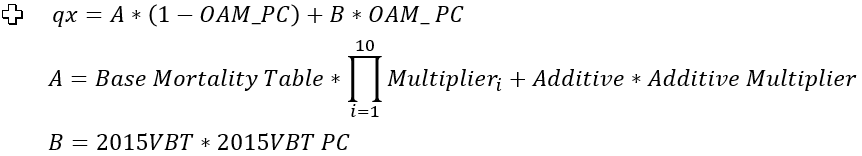 qx = A * (1 − OAM_PC) + B * OAM_ PC
A = Base Mortality Table * ∏_{i=1}^{10} Multiplier_i + Additive * Additive Multiplier
B = 2015VBT * 2015VBT PC